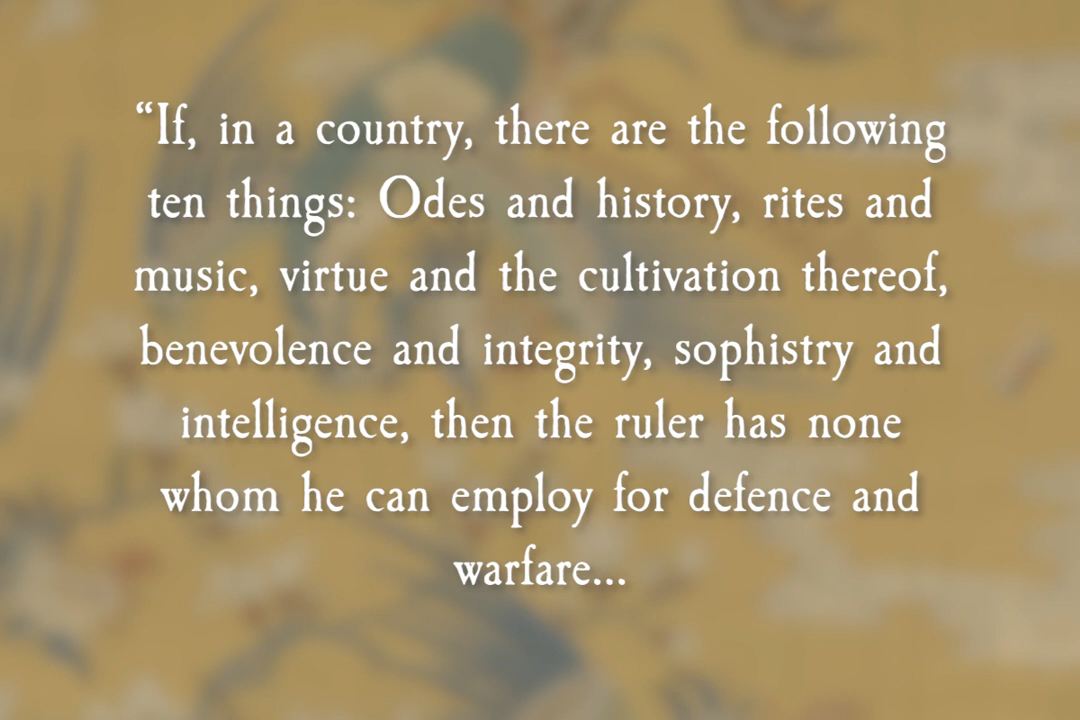 “If, in a country, there are the following
ten things: Odes and history, rites and
music, virtue and the cultivation thereof,
benevolence and integrity, sophistry and
intelligence, then the ruler has none
whom he can employ for defence and
warfare...